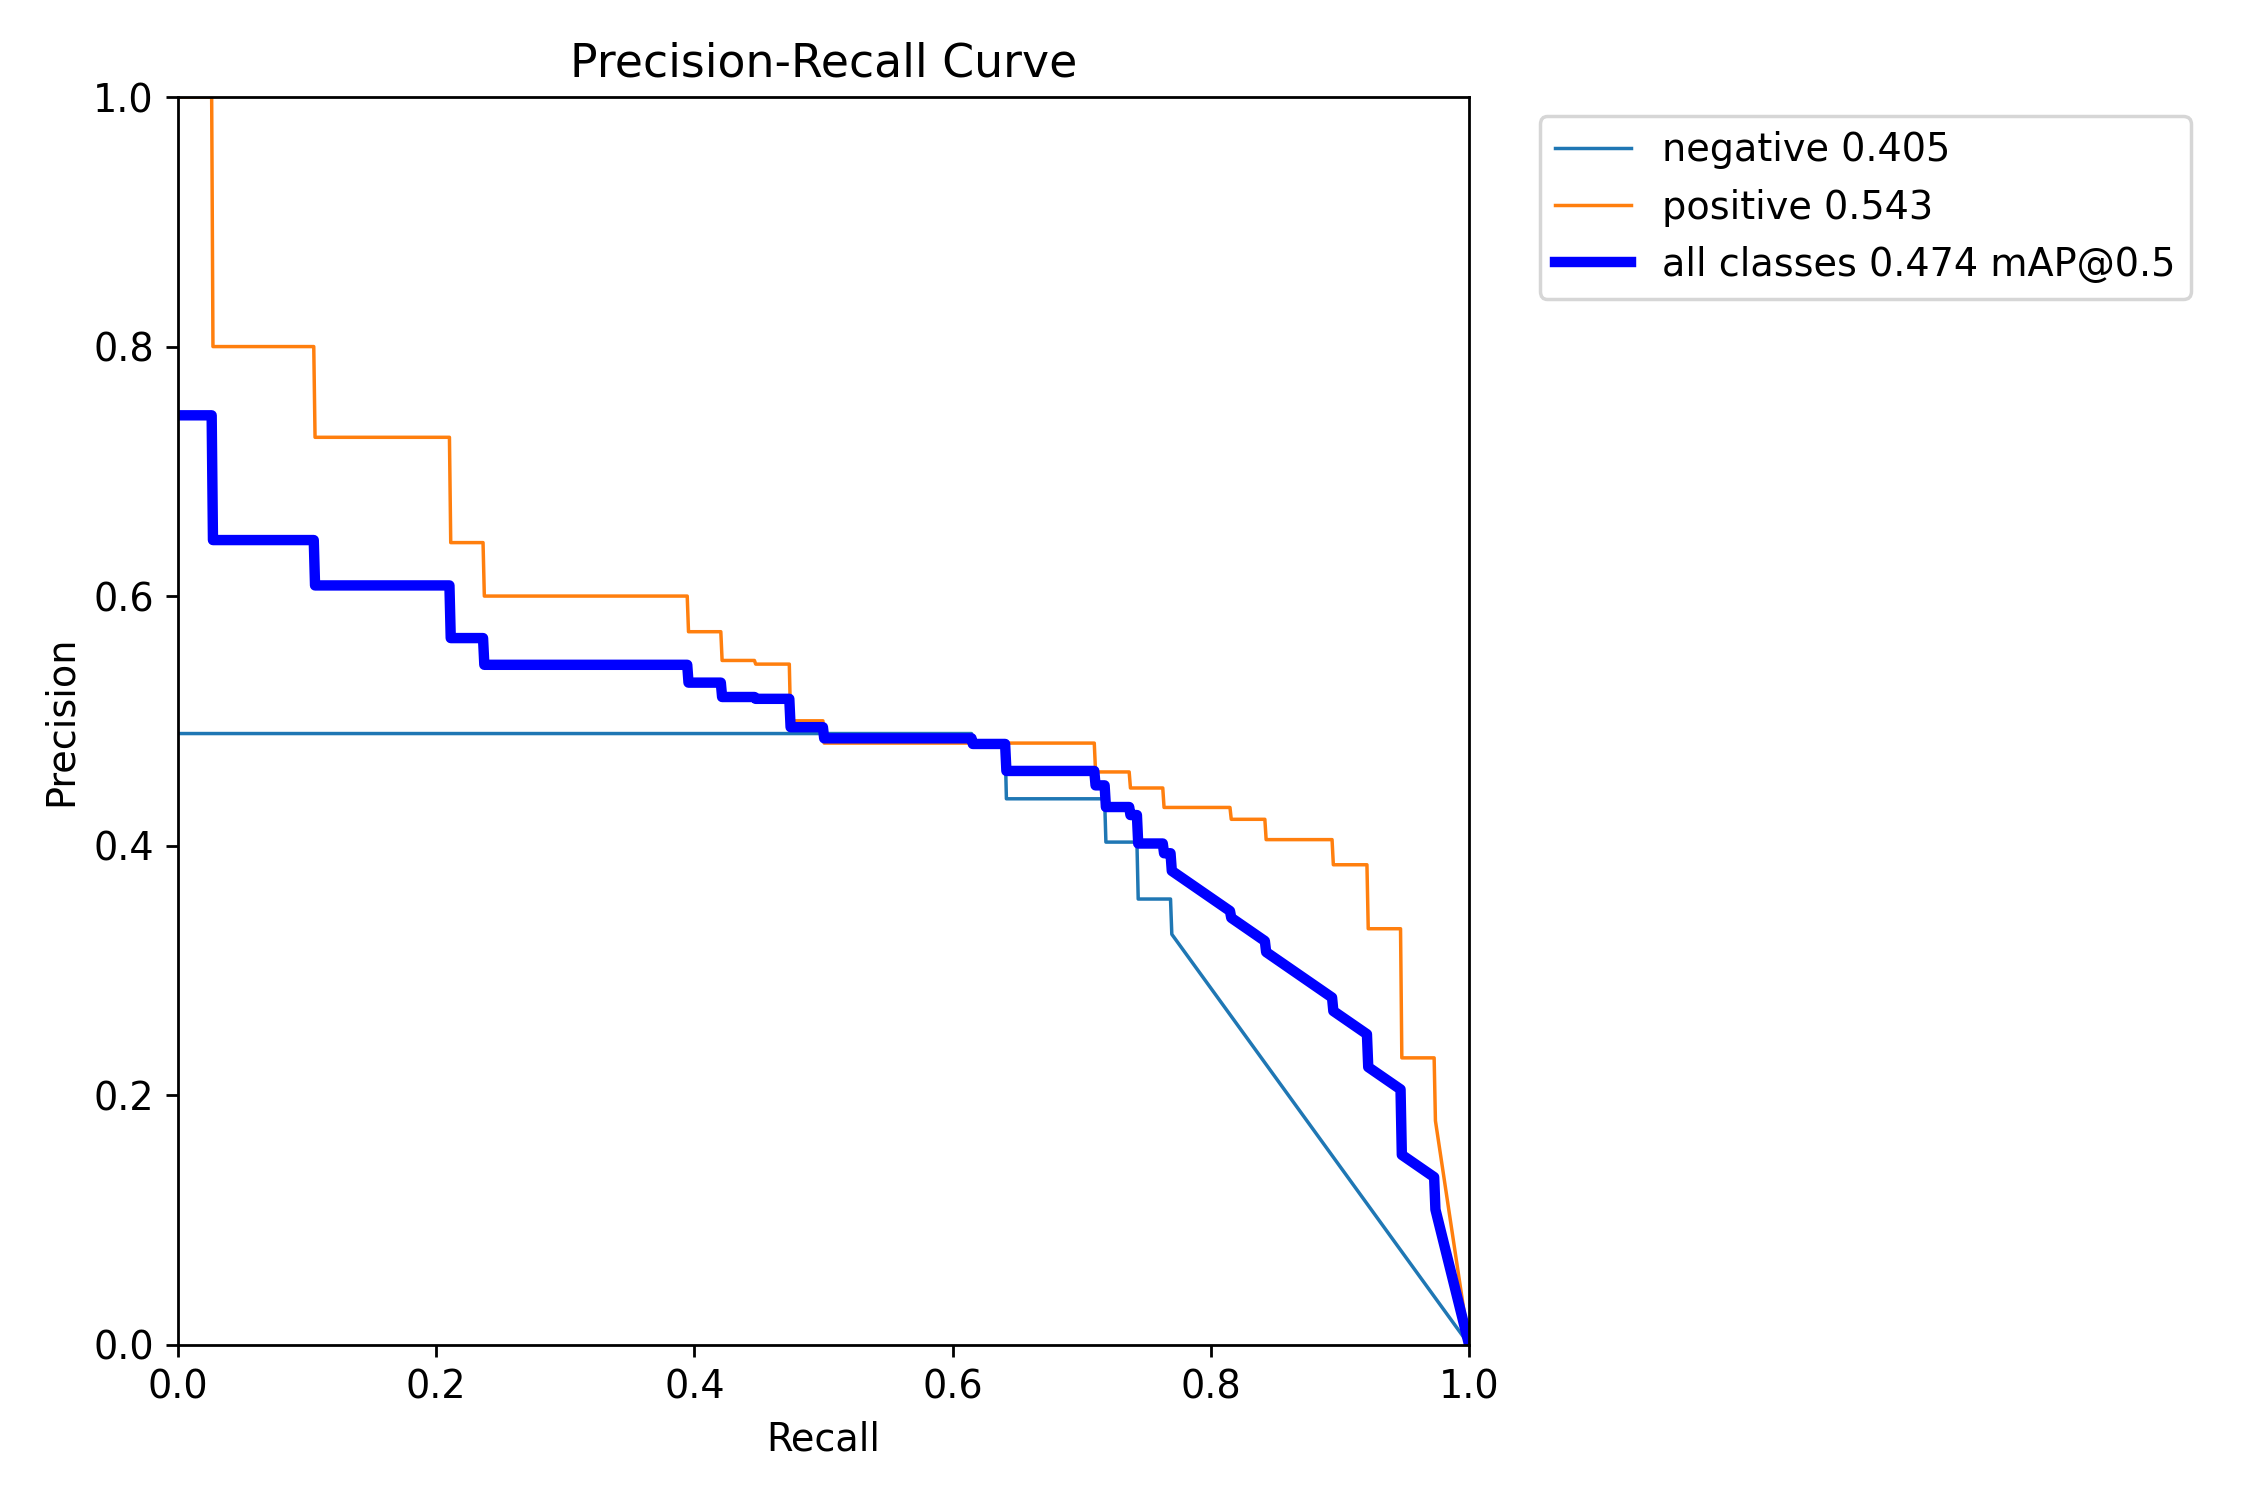 Precision-Recall Curve
1.0
0.8
0.6
0.4
0.2
0.0
Precision
0.0 0.2 0.4 0.6 0.8 1.0
Recall
negative 0.405
positive 0.543
all classes 0.474 mAP@0.5